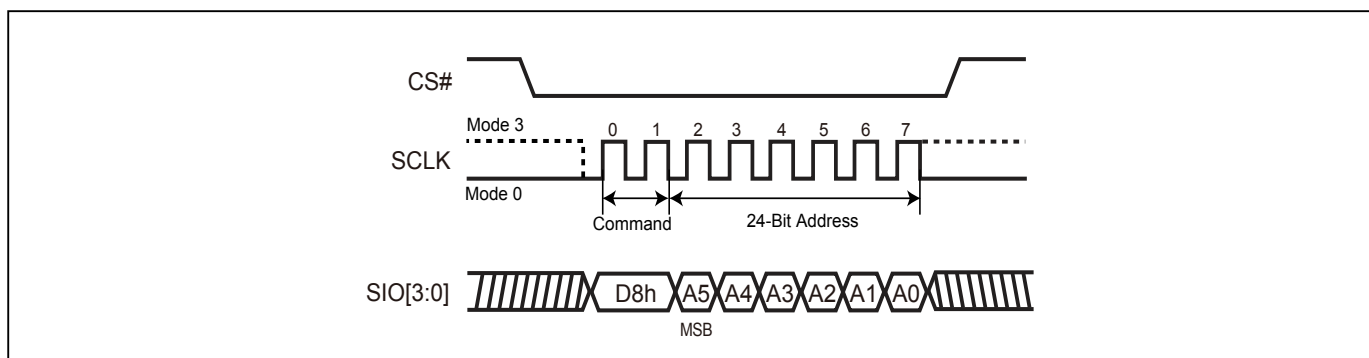 CS#
Mode 3
0 1 2 3 4 5 6 7
SCLK
Mode 0
Command
24-Bit Address
SIO[3:0]
D8h A5 A4 A3 A2 A1 A0
MSB